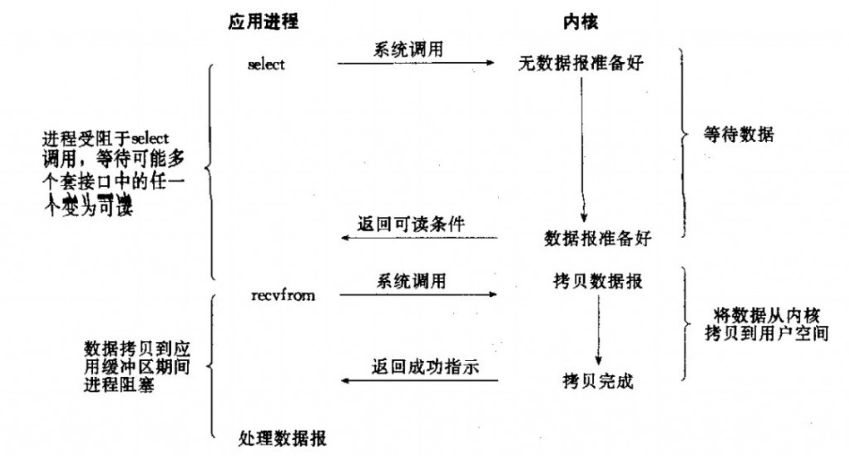 应用进程
内核
select
系统调用
无数据报准备好
进程受阻于select
调用，等待可能多
个套接口中的任一
个变为可读
等待数据
返回可读条件
数据报准备好
recvfrom
系统调用
拷贝数据报
数据拷贝到应
用缓冲区期间
进程阻塞
将数据从内核
拷贝到用户空间
返回成功指示
拷贝完成
处理数据报